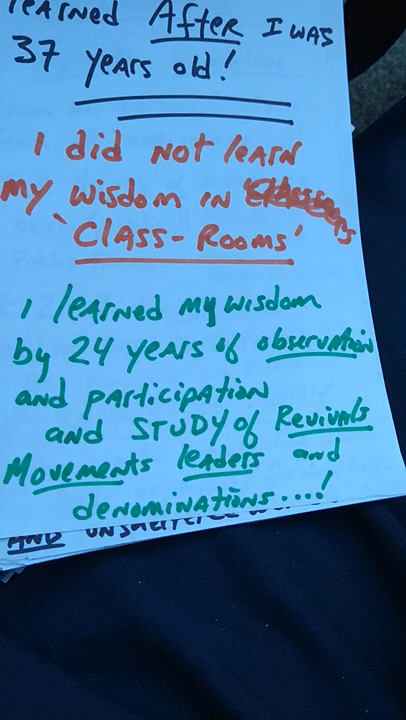 learned After I was
37 years old!
I did not learn
my wisdom in
'Class-Rooms'
I learned my wisdom
by 24 years of observation
and participation
and STUDY of Revivals
Movements leaders and
denominations....!
AND